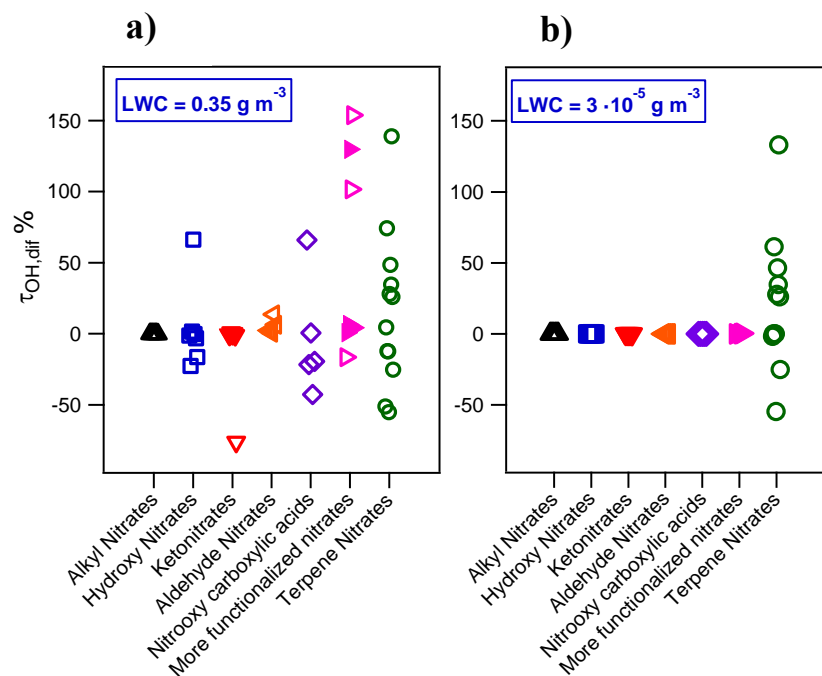 a)
LWC = 0.35 g m⁻³
τOH,dif %
150
100
50
0
-50
Alkyl Nitrates
Hydroxy Nitrates
Ketonitrates
Aldehyde Nitrates
Nitrooxy carboxylic acids
More functionalized nitrates
Terpene Nitrates
b)
LWC = 3 ·10⁻⁵ g m⁻³
150
100
50
0
-50
Alkyl Nitrates
Hydroxy Nitrates
Ketonitrates
Aldehyde Nitrates
Nitrooxy carboxylic acids
More functionalized nitrates
Terpene Nitrates